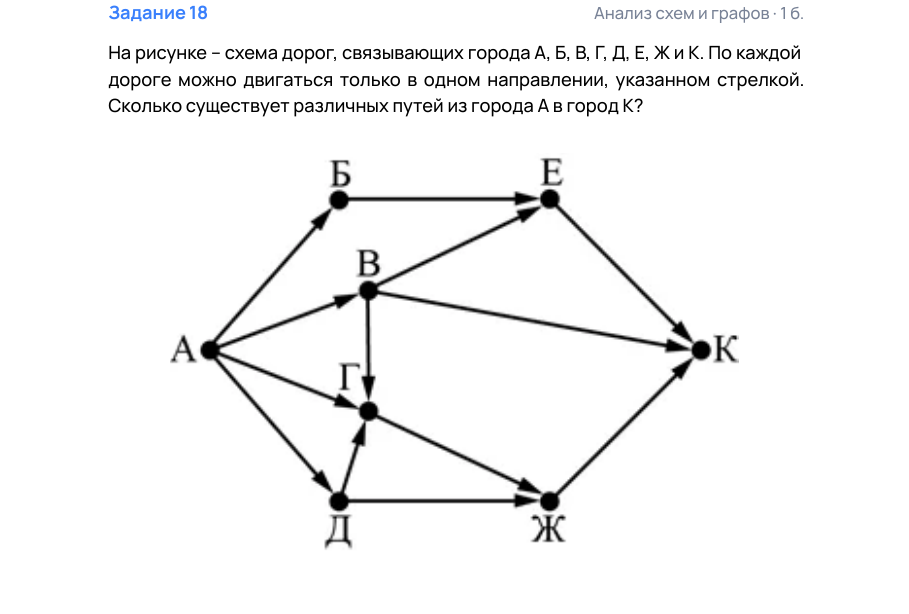 Задание 18
Анализ схем и графов · 1 б.
На рисунке – схема дорог, связывающих города А, Б, В, Г, Д, Е, Ж и К. По каждой
дороге можно двигаться только в одном направлении, указанном стрелкой.
Сколько существует различных путей из города А в город К?
Б
Е
В
А
К
Г
Д
Ж